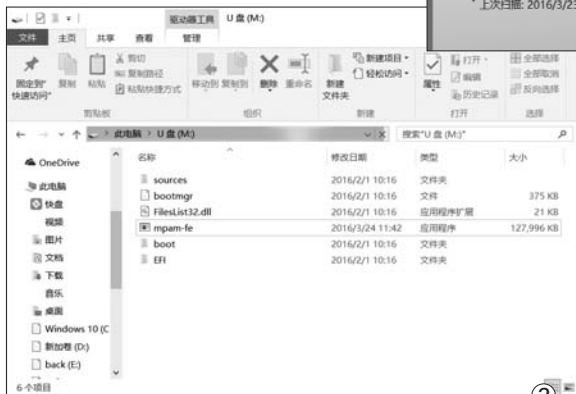 上次扫描: 2016/3/23
驱动器工具 U 盘 (M:)
文件 主页 共享 查看 管理
固定到"快速访问" 复制 粘贴 剪切 复制路径 粘贴快捷方式 移动到 复制到 删除 重命名 新建文件夹 新建项目 轻松访问 属性 打开 编辑 历史记录 全部选择 全部取消 反向选择
剪贴板 组织 新建 打开 选择
此电脑 > U 盘 (M:) 搜索"U 盘 (M:)"
名称 修改日期 类型 大小
OneDrive
sources 2016/2/1 10:16 文件夹
此电脑
bootmgr 2016/2/1 10:16 文件 375 KB
快盘
FilesList32.dll 2016/2/1 10:16 应用程序扩展 21 KB
视频
mpam-fe 2016/3/24 11:42 应用程序 127,996 KB
图片
boot 2016/2/1 10:16 文件夹
文档
EFI 2016/2/1 10:16 文件夹
下载
音乐
桌面
Windows 10 (C
新加卷 (D:)
back (E:)
6 个项目